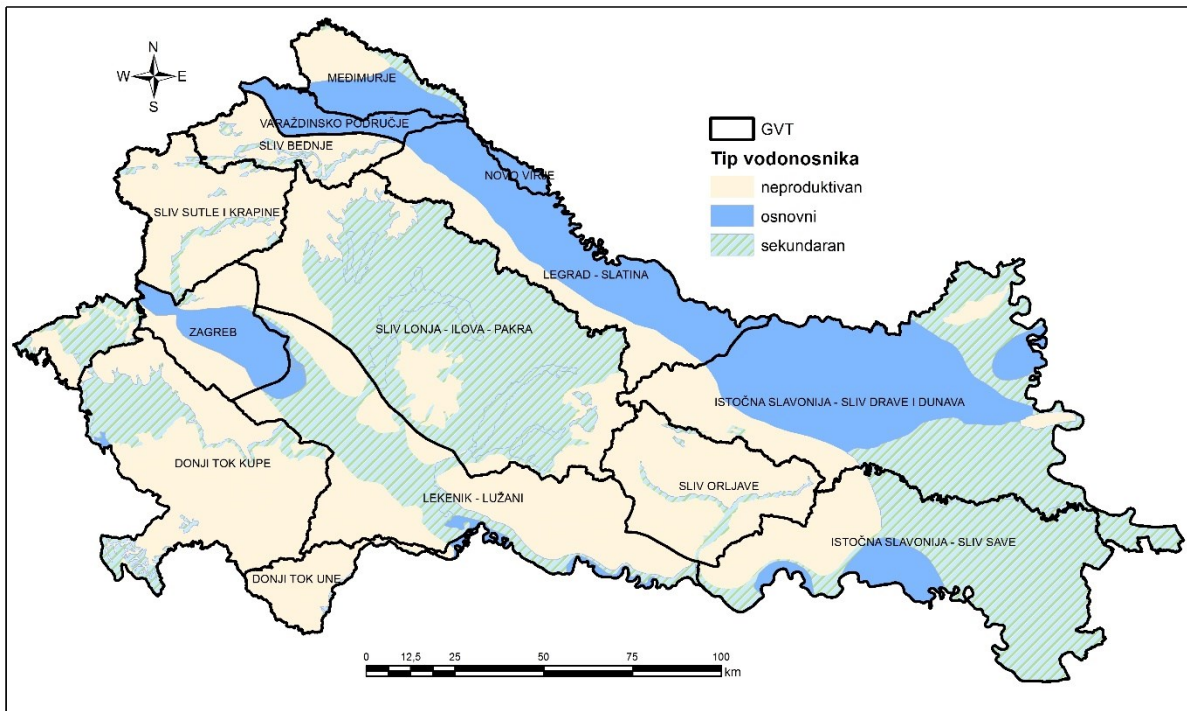 N
W E
S
MEĐIMURJE
VARAŽDINSKO PODRUČJE
SLIV BEDNJE
NOVO VIRJE
SLIV SUTLE I KRAPINE
LEGRAD - SLATINA
ZAGREB
SLIV LONJA - ILOVA - PAKRA
ISTOČNA SLAVONIJA - SLIV DRAVE I DUNAVA
DONJI TOK KUPE
SLIV ORLJAVE
LEKENIK - LUŽANI
ISTOČNA SLAVONIJA - SLIV SAVE
DONJI TOK UNE
GVT
Tip vodonosnika
neproduktivan
osnovni
sekundaran
0 12,5 25 50 75 100
km